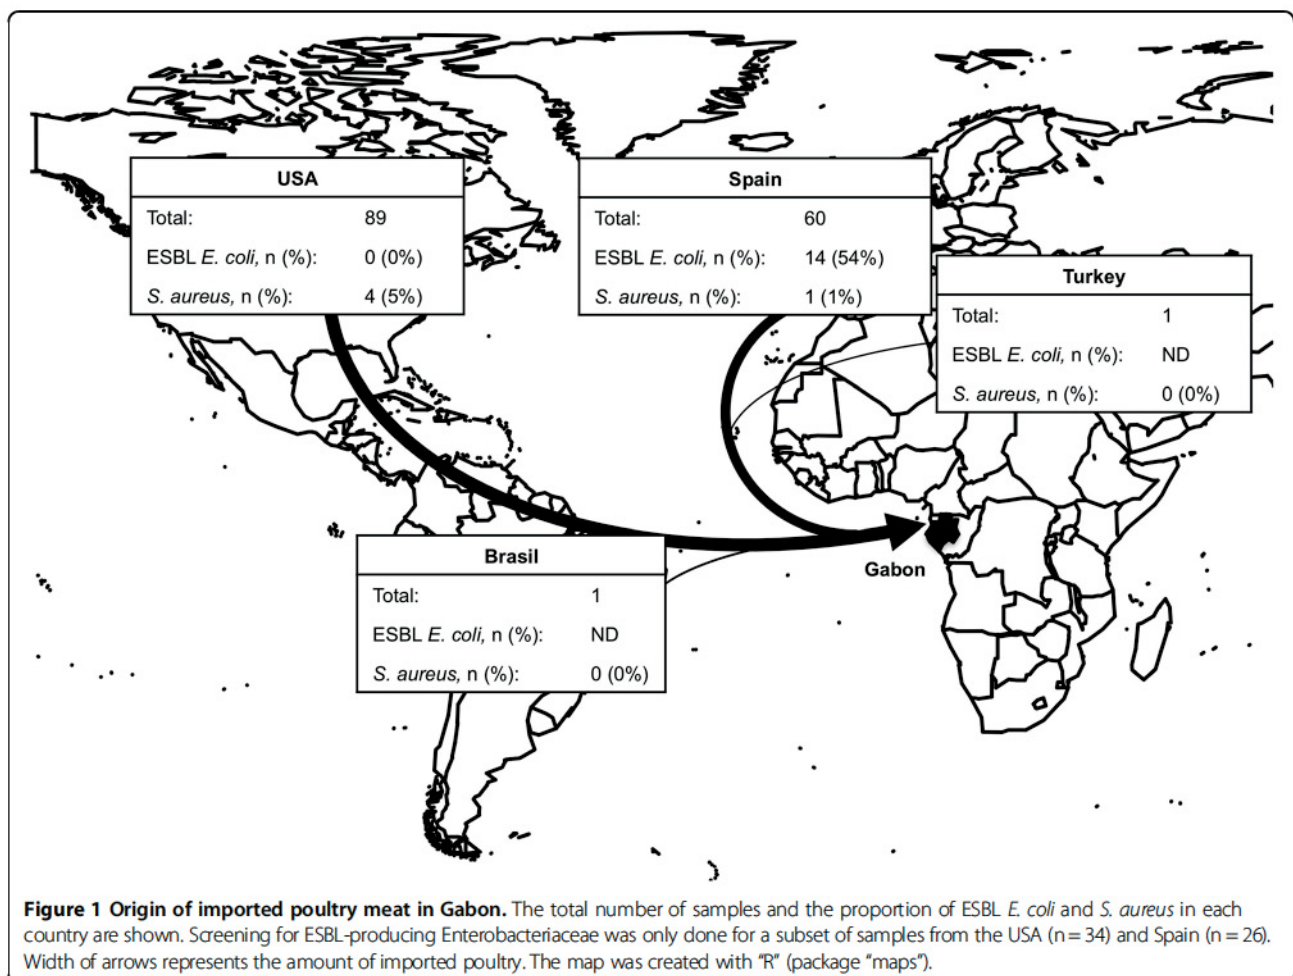 USA
Total: 89
ESBL E. coli, n (%): 0 (0%)
S. aureus, n (%): 4 (5%)
Spain
Total: 60
ESBL E. coli, n (%): 14 (54%)
S. aureus, n (%): 1 (1%)
Turkey
Total: 1
ESBL E. coli, n (%): ND
S. aureus, n (%): 0 (0%)
Brasil
Total: 1
ESBL E. coli, n (%): ND
S. aureus, n (%): 0 (0%)
Gabon
Figure 1 Origin of imported poultry meat in Gabon. The total number of samples and the proportion of ESBL E. coli and S. aureus in each
country are shown. Screening for ESBL-producing Enterobacteriaceae was only done for a subset of samples from the USA (n = 34) and Spain (n = 26).
Width of arrows represents the amount of imported poultry. The map was created with "R" (package "maps").